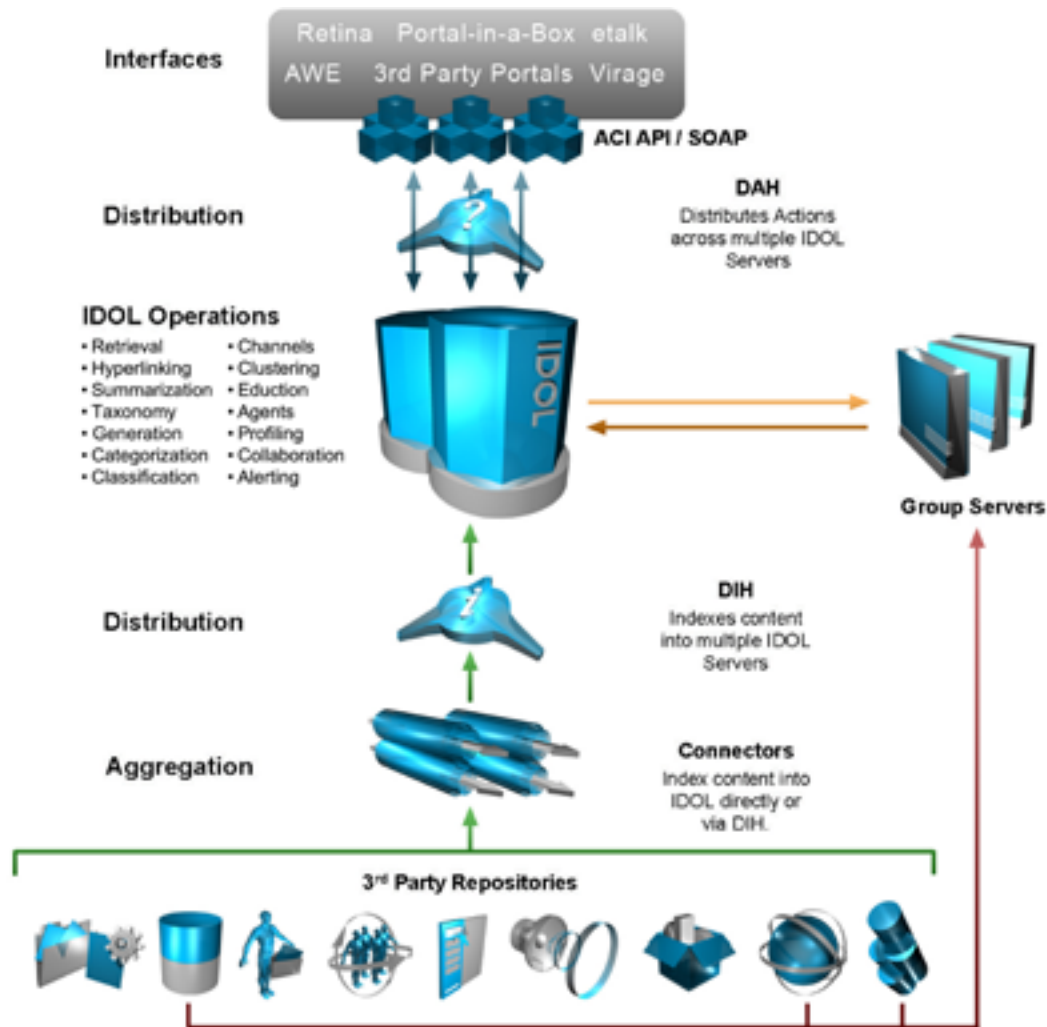 Retina Portal-in-a-Box etalk
Interfaces
AWE 3rd Party Portals Virage
ACI API / SOAP
Distribution
?
DAH
Distributes Actions
across multiple IDOL
Servers
IDOL Operations
• Retrieval
• Hyperlinking
• Summarization
• Taxonomy
• Generation
• Categorization
• Classification
• Channels
• Clustering
• Eduction
• Agents
• Profiling
• Collaboration
• Alerting
IDOL
Group Servers
Distribution
i
DIH
Indexes content
into multiple IDOL
Servers
Aggregation
Connectors
Index content into
IDOL directly or
via DIH.
3rd Party Repositories